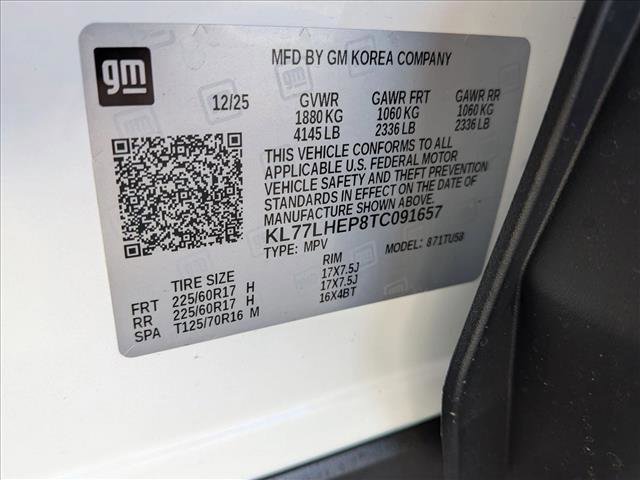 gm
MFD BY GM KOREA COMPANY
12/25 GVWR GAWR FRT GAWR RR
1880 KG 1060 KG 1060 KG
4145 LB 2336 LB 2336 LB
THIS VEHICLE CONFORMS TO ALL
APPLICABLE U.S. FEDERAL MOTOR
VEHICLE SAFETY AND THEFT PREVENTION
STANDARDS IN EFFECT ON THE DATE OF
MANUFACTURE SHOWN ABOVE.
KL77LHEP8TC091657
TYPE: MPV MODEL: 871TU58
TIRE SIZE RIM
FRT 225/60R17 H 17X7.5J
RR 225/60R17 H 17X7.5J
SPA T125/70R16 M 16X4BT